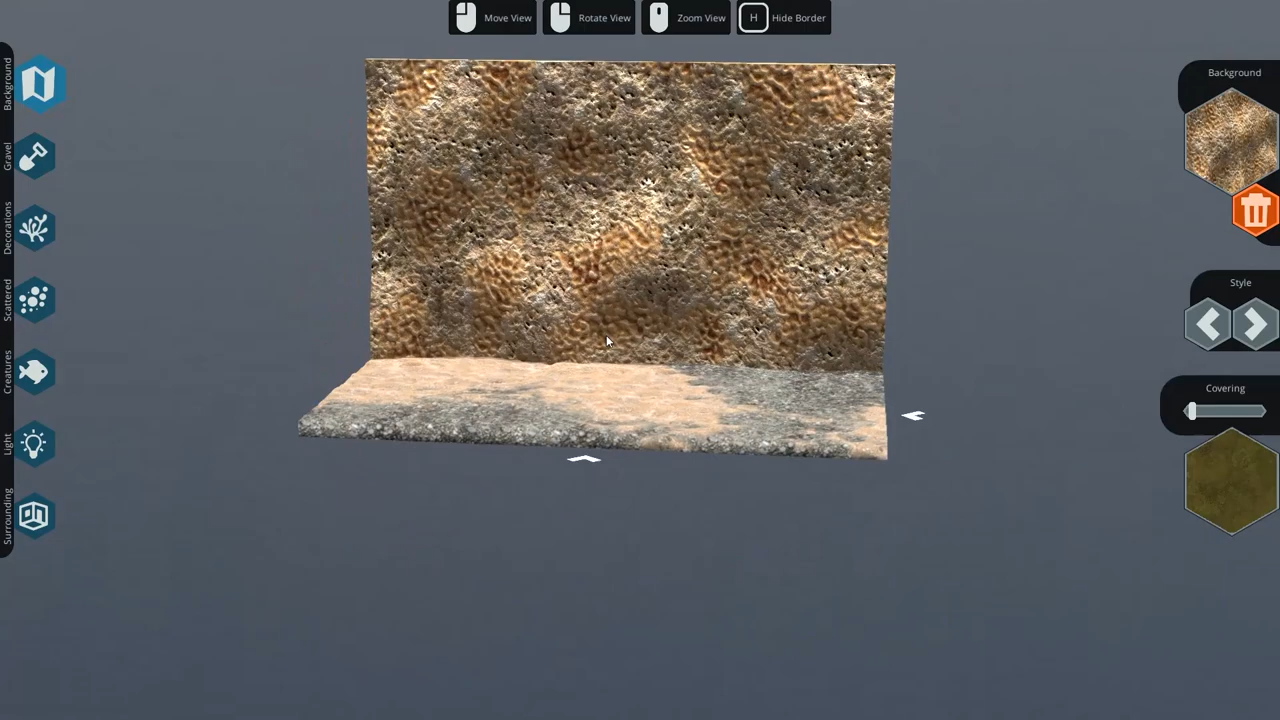 Move View
Rotate View
Zoom View
H
Hide Border
Background
Gravel
Decorations
Scattered
Creatures
Light
Surrounding
Background
Style
Covering